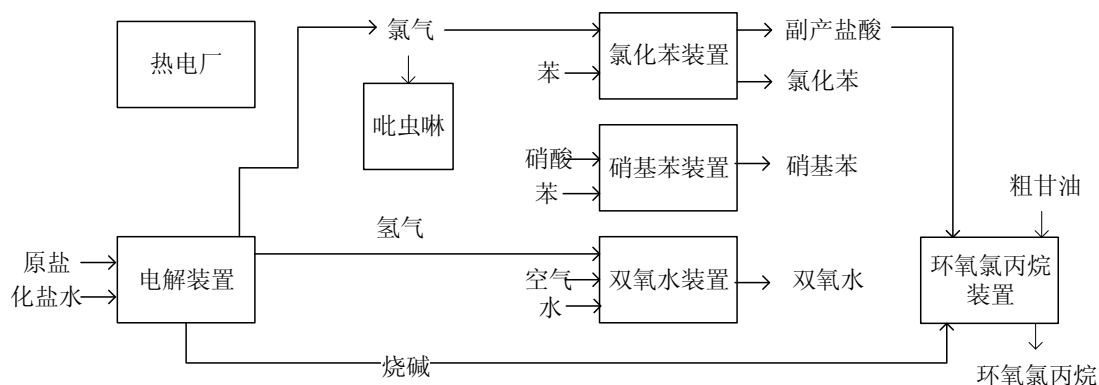 热电厂
氯气
苯
氯化苯装置
副产盐酸
氯化苯
吡虫啉
硝酸
苯
硝基苯装置
硝基苯
粗甘油
原盐
化盐水
电解装置
氢气
空气
水
双氧水装置
双氧水
环氧氯丙烷
装置
烧碱
环氧氯丙烷